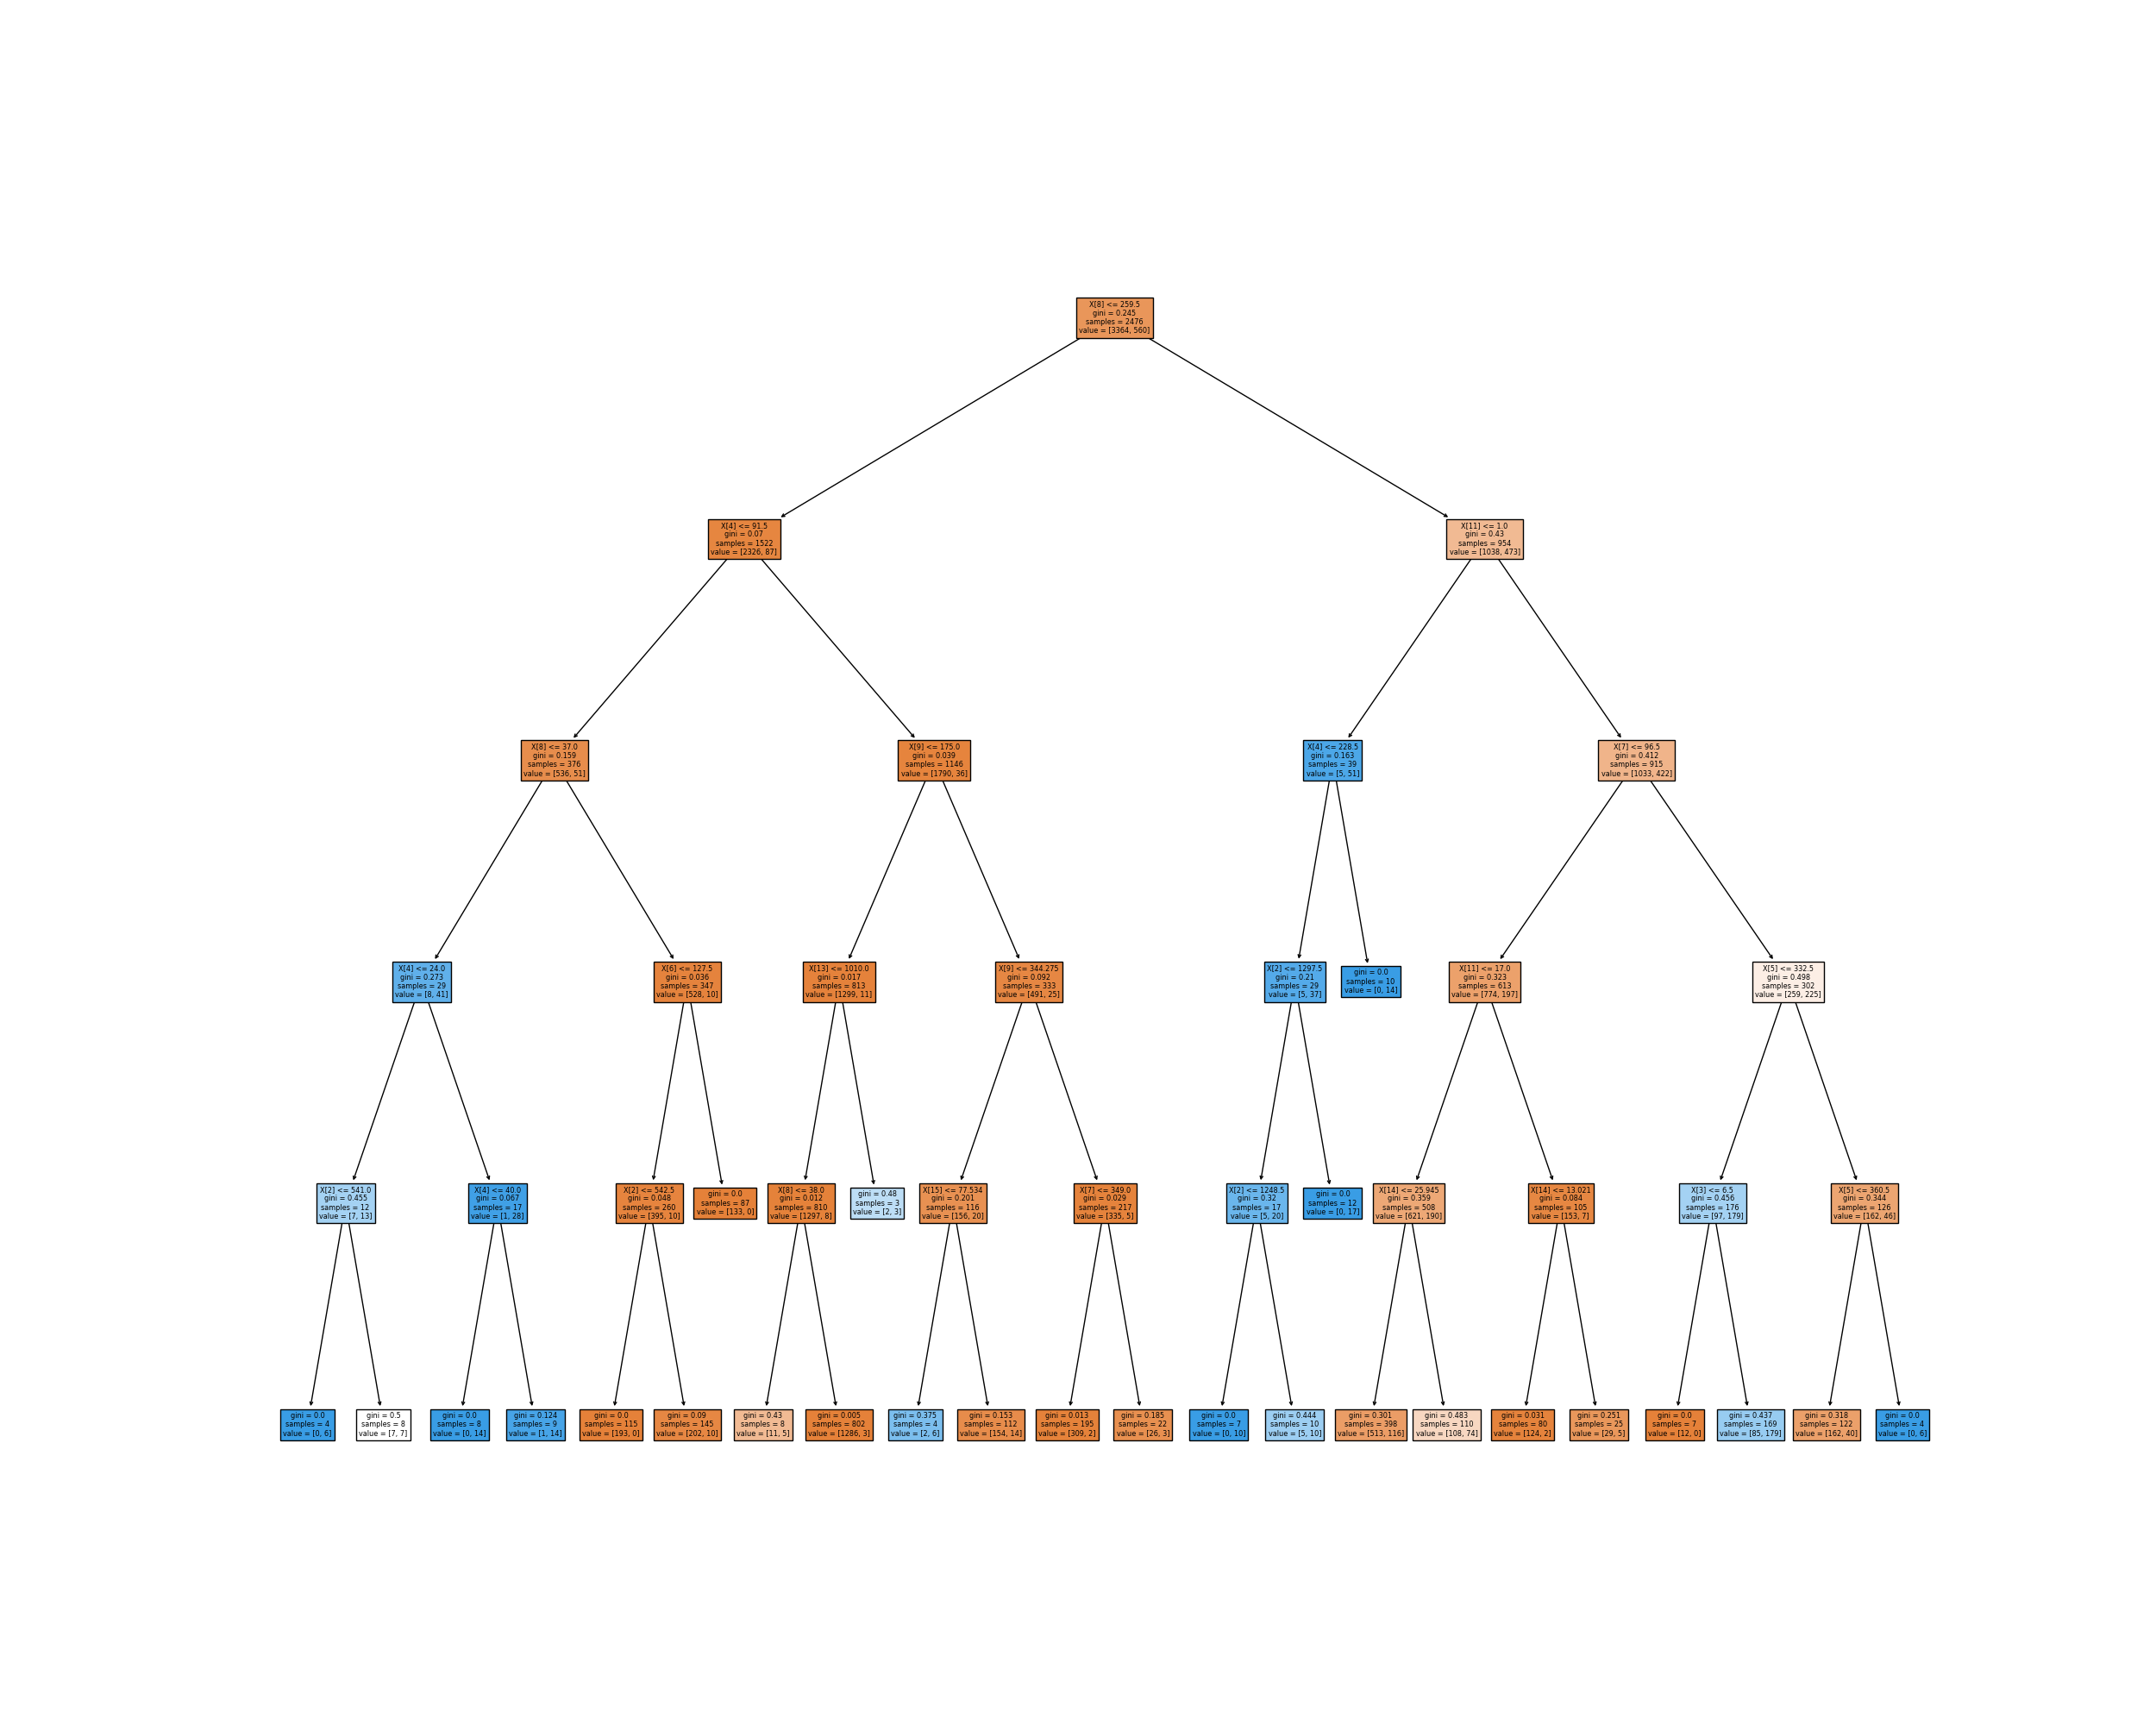 X[8] <= 259.5
gini = 0.245
samples = 2476
value = [3364, 560]
X[4] <= 91.5
gini = 0.07
samples = 1522
value = [2326, 87]
X[11] <= 1.0
gini = 0.43
samples = 954
value = [1038, 473]
X[8] <= 37.0
gini = 0.159
samples = 376
value = [536, 51]
X[9] <= 175.0
gini = 0.039
samples = 1146
value = [1790, 36]
X[4] <= 228.5
gini = 0.163
samples = 39
value = [5, 51]
X[7] <= 96.5
gini = 0.412
samples = 915
value = [1033, 422]
X[4] <= 24.0
gini = 0.273
samples = 29
value = [8, 41]
X[6] <= 127.5
gini = 0.036
samples = 347
value = [528, 10]
X[13] <= 1010.0
gini = 0.017
samples = 813
value = [1299, 11]
X[9] <= 344.275
gini = 0.092
samples = 333
value = [491, 25]
X[2] <= 1297.5
gini = 0.21
samples = 29
value = [5, 37]
gini = 0.0
samples = 10
value = [0, 14]
X[11] <= 17.0
gini = 0.323
samples = 613
value = [774, 197]
X[5] <= 332.5
gini = 0.498
samples = 302
value = [259, 225]
X[2] <= 541.0
gini = 0.455
samples = 12
value = [7, 13]
X[4] <= 40.0
gini = 0.067
samples = 17
value = [1, 28]
X[2] <= 542.5
gini = 0.048
samples = 260
value = [395, 10]
gini = 0.0
samples = 87
value = [133, 0]
X[8] <= 38.0
gini = 0.012
samples = 810
value = [1297, 8]
gini = 0.48
samples = 3
value = [2, 3]
X[15] <= 77.534
gini = 0.201
samples = 116
value = [156, 20]
X[7] <= 349.0
gini = 0.029
samples = 217
value = [335, 5]
X[2] <= 1248.5
gini = 0.32
samples = 17
value = [5, 20]
gini = 0.0
samples = 12
value = [0, 17]
X[14] <= 25.945
gini = 0.359
samples = 508
value = [621, 190]
X[14] <= 13.021
gini = 0.084
samples = 105
value = [153, 7]
X[3] <= 6.5
gini = 0.456
samples = 176
value = [97, 179]
X[5] <= 360.5
gini = 0.344
samples = 126
value = [162, 46]
gini = 0.0
samples = 4
value = [0, 6]
gini = 0.5
samples = 8
value = [7, 7]
gini = 0.0
samples = 8
value = [0, 14]
gini = 0.124
samples = 9
value = [1, 14]
gini = 0.0
samples = 115
value = [193, 0]
gini = 0.09
samples = 145
value = [202, 10]
gini = 0.43
samples = 8
value = [11, 5]
gini = 0.005
samples = 802
value = [1286, 3]
gini = 0.375
samples = 4
value = [2, 6]
gini = 0.153
samples = 112
value = [154, 14]
gini = 0.013
samples = 195
value = [309, 2]
gini = 0.185
samples = 22
value = [26, 3]
gini = 0.0
samples = 7
value = [0, 10]
gini = 0.444
samples = 10
value = [5, 10]
gini = 0.301
samples = 398
value = [513, 116]
gini = 0.483
samples = 110
value = [108, 74]
gini = 0.031
samples = 80
value = [124, 2]
gini = 0.251
samples = 25
value = [29, 5]
gini = 0.0
samples = 7
value = [12, 0]
gini = 0.437
samples = 169
value = [85, 179]
gini = 0.318
samples = 122
value = [162, 40]
gini = 0.0
samples = 4
value = [0, 6]